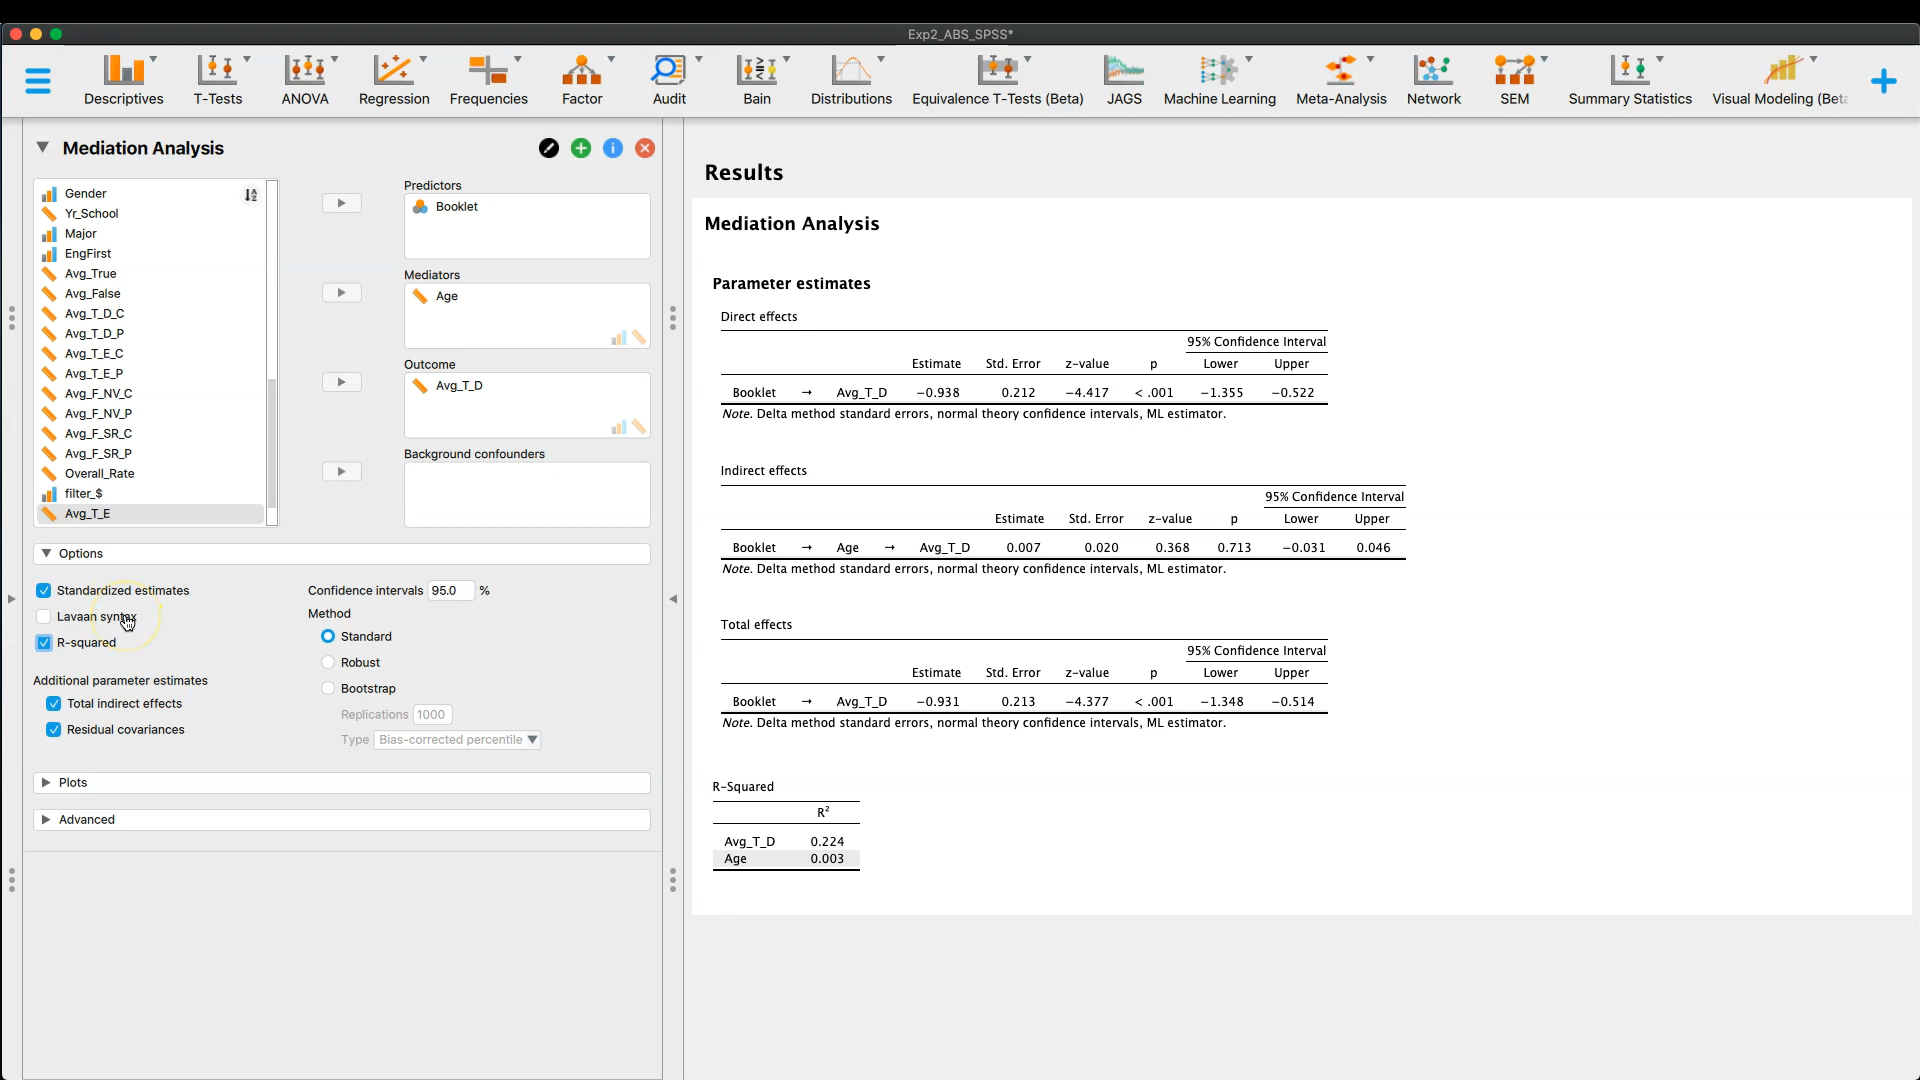 Exp2_ABS_SPSS*
Descriptives
T-Tests
ANOVA
Regression
Frequencies
Factor
Audit
Bain
Distributions
Equivalence T-Tests (Beta)
JAGS
Machine Learning
Meta-Analysis
Network
SEM
Summary Statistics
Visual Modeling (Beta
Mediation Analysis
Gender
Yr_School
Major
EngFirst
Avg_True
Avg_False
Avg_T_D_C
Avg_T_D_P
Avg_T_E_C
Avg_T_E_P
Avg_F_NV_C
Avg_F_NV_P
Avg_F_SR_C
Avg_F_SR_P
Overall_Rate
filter_$
Avg_T_E
Predictors
Booklet
Mediators
Age
Outcome
Avg_T_D
Background confounders
Options
Standardized estimates
Lavaan syntax
R-squared
Additional parameter estimates
Total indirect effects
Residual covariances
Confidence intervals 95.0 %
Method
Standard
Robust
Bootstrap
Replications 1000
Type Bias-corrected percentile
Plots
Advanced
Results
Mediation Analysis
Parameter estimates
Direct effects
95% Confidence Interval
Estimate Std. Error z-value p Lower Upper
Booklet → Avg_T_D −0.938 0.212 −4.417 < .001 −1.355 −0.522
Note. Delta method standard errors, normal theory confidence intervals, ML estimator.
Indirect effects
95% Confidence Interval
Estimate Std. Error z-value p Lower Upper
Booklet → Age → Avg_T_D 0.007 0.020 0.368 0.713 −0.031 0.046
Note. Delta method standard errors, normal theory confidence intervals, ML estimator.
Total effects
95% Confidence Interval
Estimate Std. Error z-value p Lower Upper
Booklet → Avg_T_D −0.931 0.213 −4.377 < .001 −1.348 −0.514
Note. Delta method standard errors, normal theory confidence intervals, ML estimator.
R-Squared
R²
Avg_T_D 0.224
Age 0.003